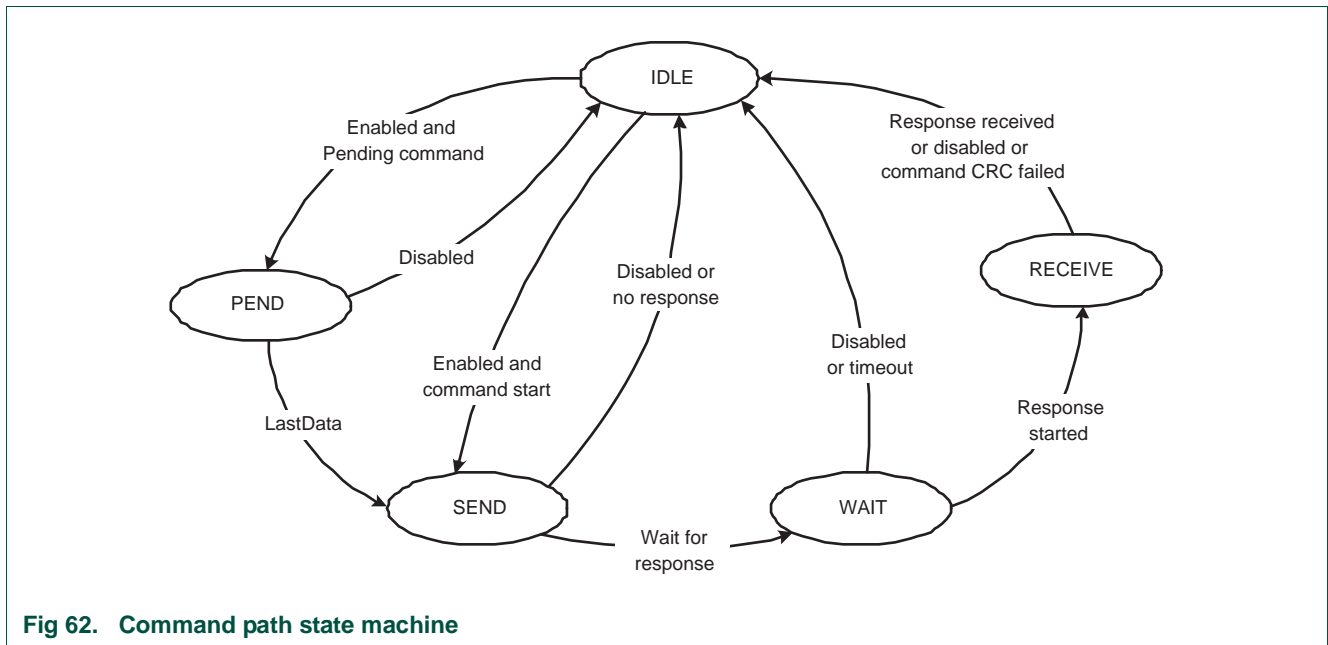 IDLE
Enabled and
Pending command
Response received
or disabled or
command CRC failed
Disabled
Disabled or
no response
RECEIVE
PEND
Enabled and
command start
Disabled
or timeout
Response
started
LastData
SEND
WAIT
Wait for
response
Fig 62. Command path state machine